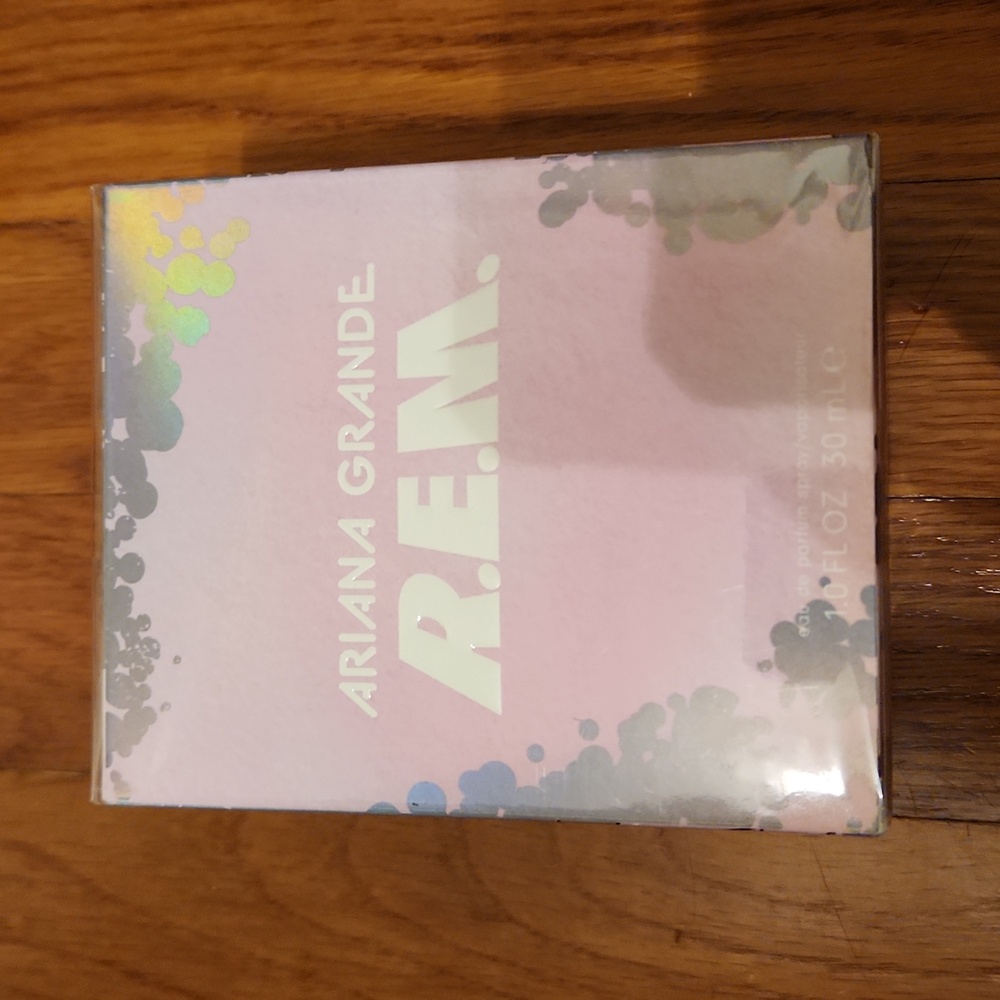 ARIANA GRANDE
R.E.M.
eau de parfum spray/vaporisateur
1.0 FL OZ 30 mL ℮